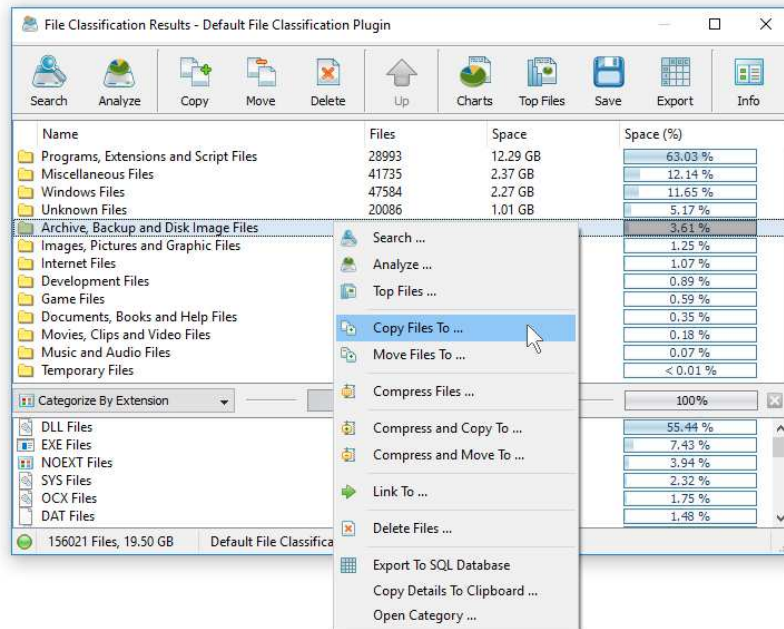 File Classification Results - Default File Classification Plugin
Search Analyze Copy Move Delete Up Charts Top Files Save Export Info
Name Files Space Space (%)
Programs, Extensions and Script Files 28993 12.29 GB 63.03 %
Miscellaneous Files 41735 2.37 GB 12.14 %
Windows Files 47584 2.27 GB 11.65 %
Unknown Files 20086 1.01 GB 5.17 %
Archive, Backup and Disk Image Files 3.61 %
Images, Pictures and Graphic Files 1.25 %
Internet Files 1.07 %
Development Files 0.89 %
Game Files 0.59 %
Documents, Books and Help Files 0.35 %
Movies, Clips and Video Files 0.18 %
Music and Audio Files 0.07 %
Temporary Files < 0.01 %
Search ...
Analyze ...
Top Files ...
Copy Files To ...
Move Files To ...
Compress Files ...
Compress and Copy To ...
Compress and Move To ...
Link To ...
Delete Files ...
Export To SQL Database
Copy Details To Clipboard ...
Open Category ...
Categorize By Extension 100%
DLL Files 55.44 %
EXE Files 7.43 %
NOEXT Files 3.94 %
SYS Files 2.32 %
OCX Files 1.75 %
DAT Files 1.48 %
156021 Files, 19.50 GB Default File Classifica